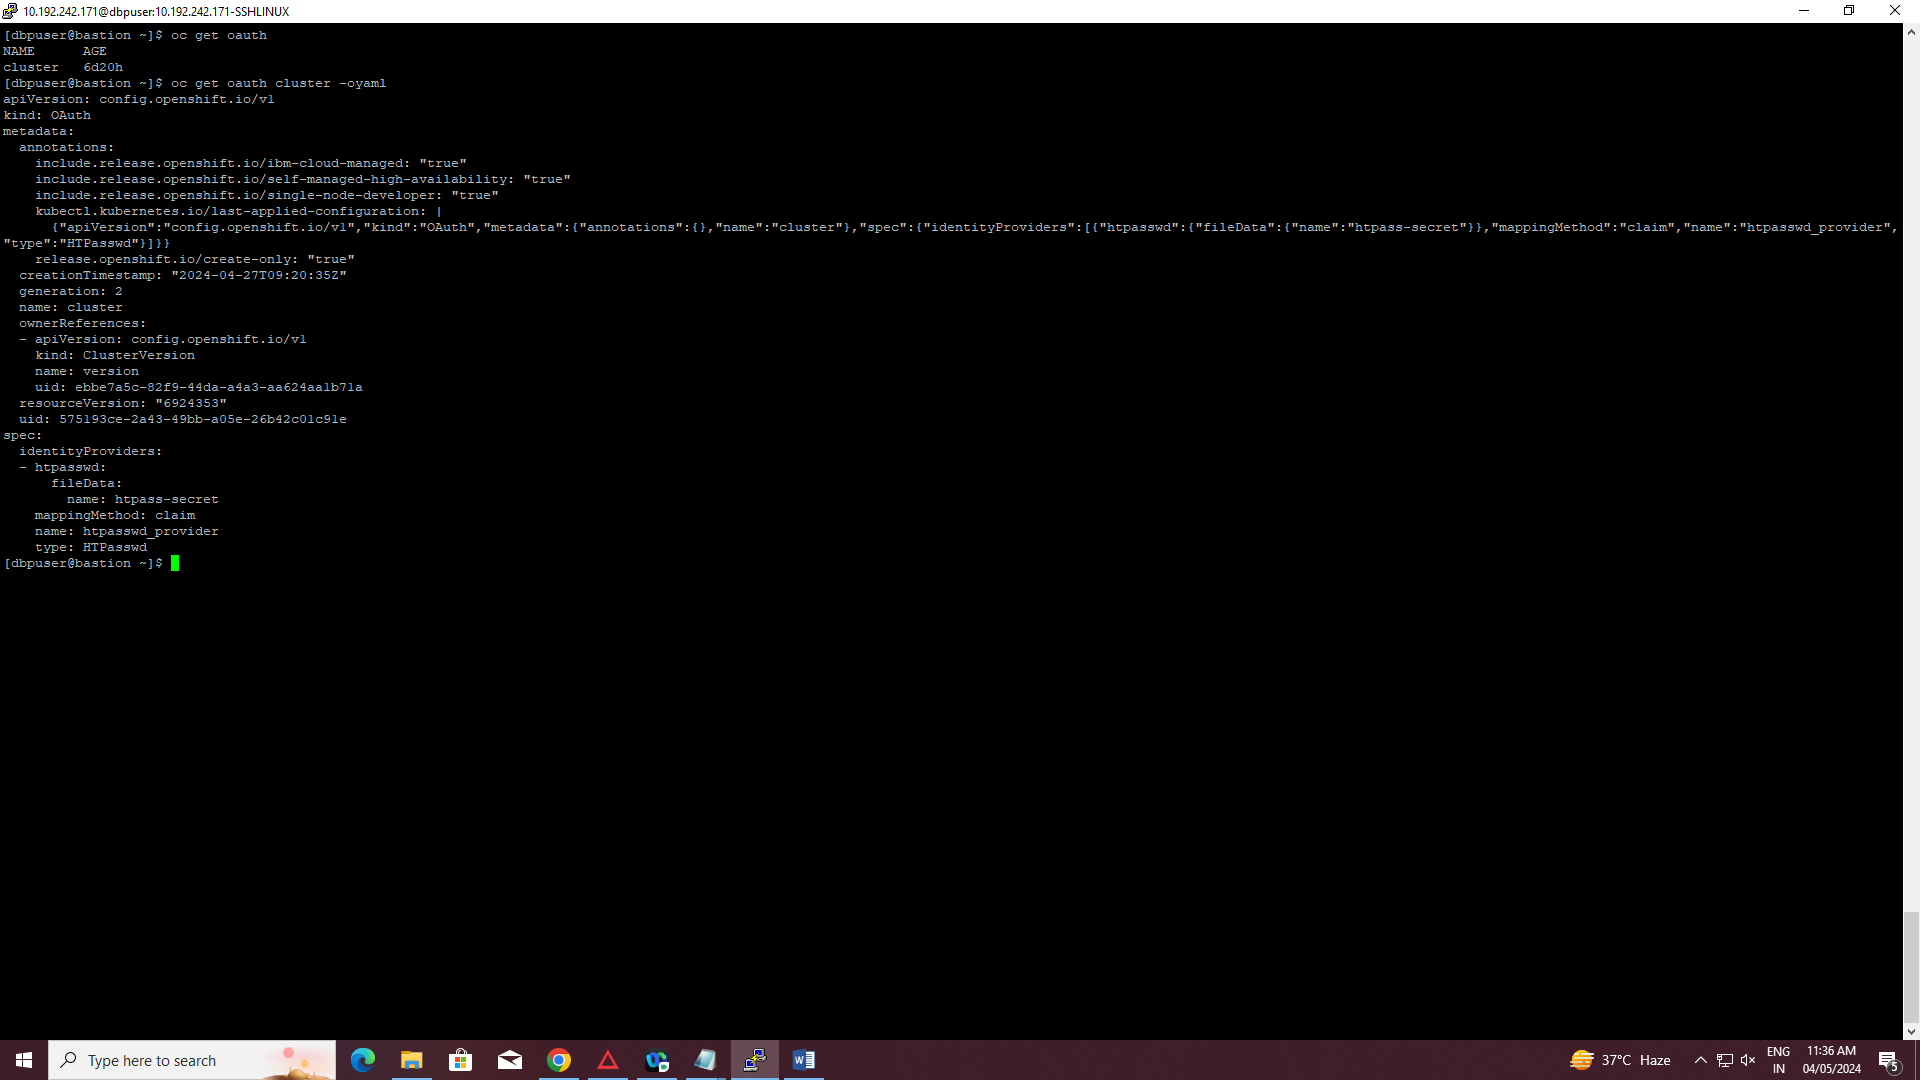 10.192.242.171@dbpuser:10.192.242.171-SSHLINUX
[dbpuser@bastion ~]$ oc get oauth
NAME      AGE
cluster   6d20h
[dbpuser@bastion ~]$ oc get oauth cluster -oyaml
apiVersion: config.openshift.io/v1
kind: OAuth
metadata:
  annotations:
    include.release.openshift.io/ibm-cloud-managed: "true"
    include.release.openshift.io/self-managed-high-availability: "true"
    include.release.openshift.io/single-node-developer: "true"
    kubectl.kubernetes.io/last-applied-configuration: |
      {"apiVersion":"config.openshift.io/v1","kind":"OAuth","metadata":{"annotations":{},"name":"cluster"},"spec":{"identityProviders":[{"htpasswd":{"fileData":{"name":"htpass-secret"}},"mappingMethod":"claim","name":"htpasswd_provider",
"type":"HTPasswd"}]}}
    release.openshift.io/create-only: "true"
  creationTimestamp: "2024-04-27T09:20:35Z"
  generation: 2
  name: cluster
  ownerReferences:
  - apiVersion: config.openshift.io/v1
    kind: ClusterVersion
    name: version
    uid: ebbe7a5c-82f9-44da-a4a3-aa624aa1b71a
  resourceVersion: "6924353"
  uid: 575193ce-2a43-49bb-a05e-26b42c01c91e
spec:
  identityProviders:
  - htpasswd:
      fileData:
        name: htpass-secret
    mappingMethod: claim
    name: htpasswd_provider
    type: HTPasswd
[dbpuser@bastion ~]$
Type here to search
37°C Haze
ENG
IN
11:36 AM
04/05/2024
5